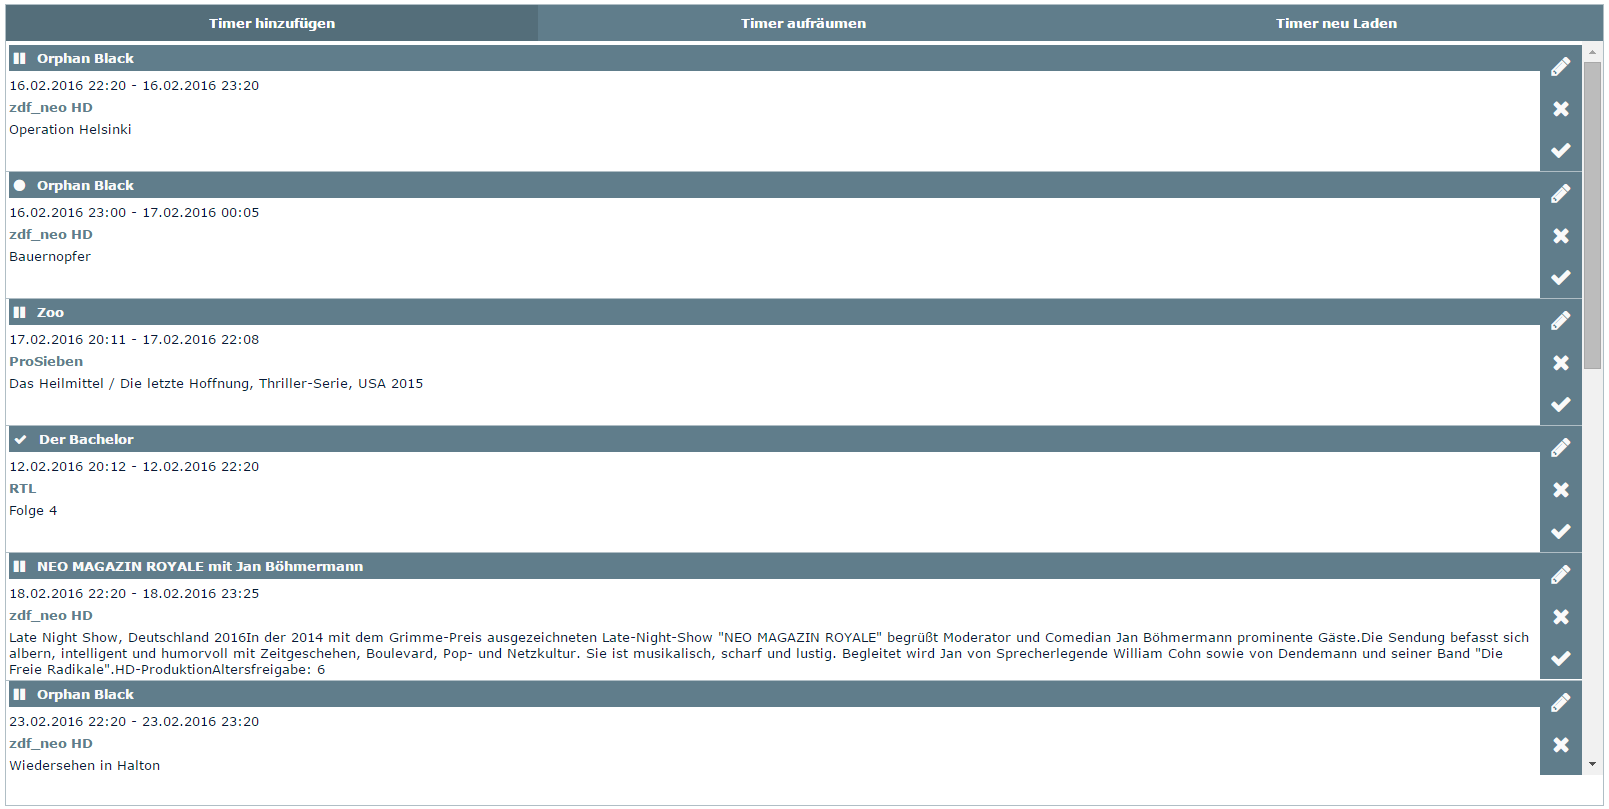 Timer hinzufügen Timer aufräumen Timer neu Laden
Orphan Black
16.02.2016 22:20 - 16.02.2016 23:20
zdf_neo HD
Operation Helsinki
Orphan Black
16.02.2016 23:00 - 17.02.2016 00:05
zdf_neo HD
Bauernopfer
Zoo
17.02.2016 20:11 - 17.02.2016 22:08
ProSieben
Das Heilmittel / Die letzte Hoffnung, Thriller-Serie, USA 2015
Der Bachelor
12.02.2016 20:12 - 12.02.2016 22:20
RTL
Folge 4
NEO MAGAZIN ROYALE mit Jan Böhmermann
18.02.2016 22:20 - 18.02.2016 23:25
zdf_neo HD
Late Night Show, Deutschland 2016In der 2014 mit dem Grimme-Preis ausgezeichneten Late-Night-Show "NEO MAGAZIN ROYALE" begrüßt Moderator und Comedian Jan Böhmermann prominente Gäste.Die Sendung befasst sich
albern, intelligent und humorvoll mit Zeitgeschehen, Boulevard, Pop- und Netzkultur. Sie ist musikalisch, scharf und lustig. Begleitet wird Jan von Sprecherlegende William Cohn sowie von Dendemann und seiner Band "Die
Freie Radikale".HD-ProduktionAltersfreigabe: 6
Orphan Black
23.02.2016 22:20 - 23.02.2016 23:20
zdf_neo HD
Wiedersehen in Halton